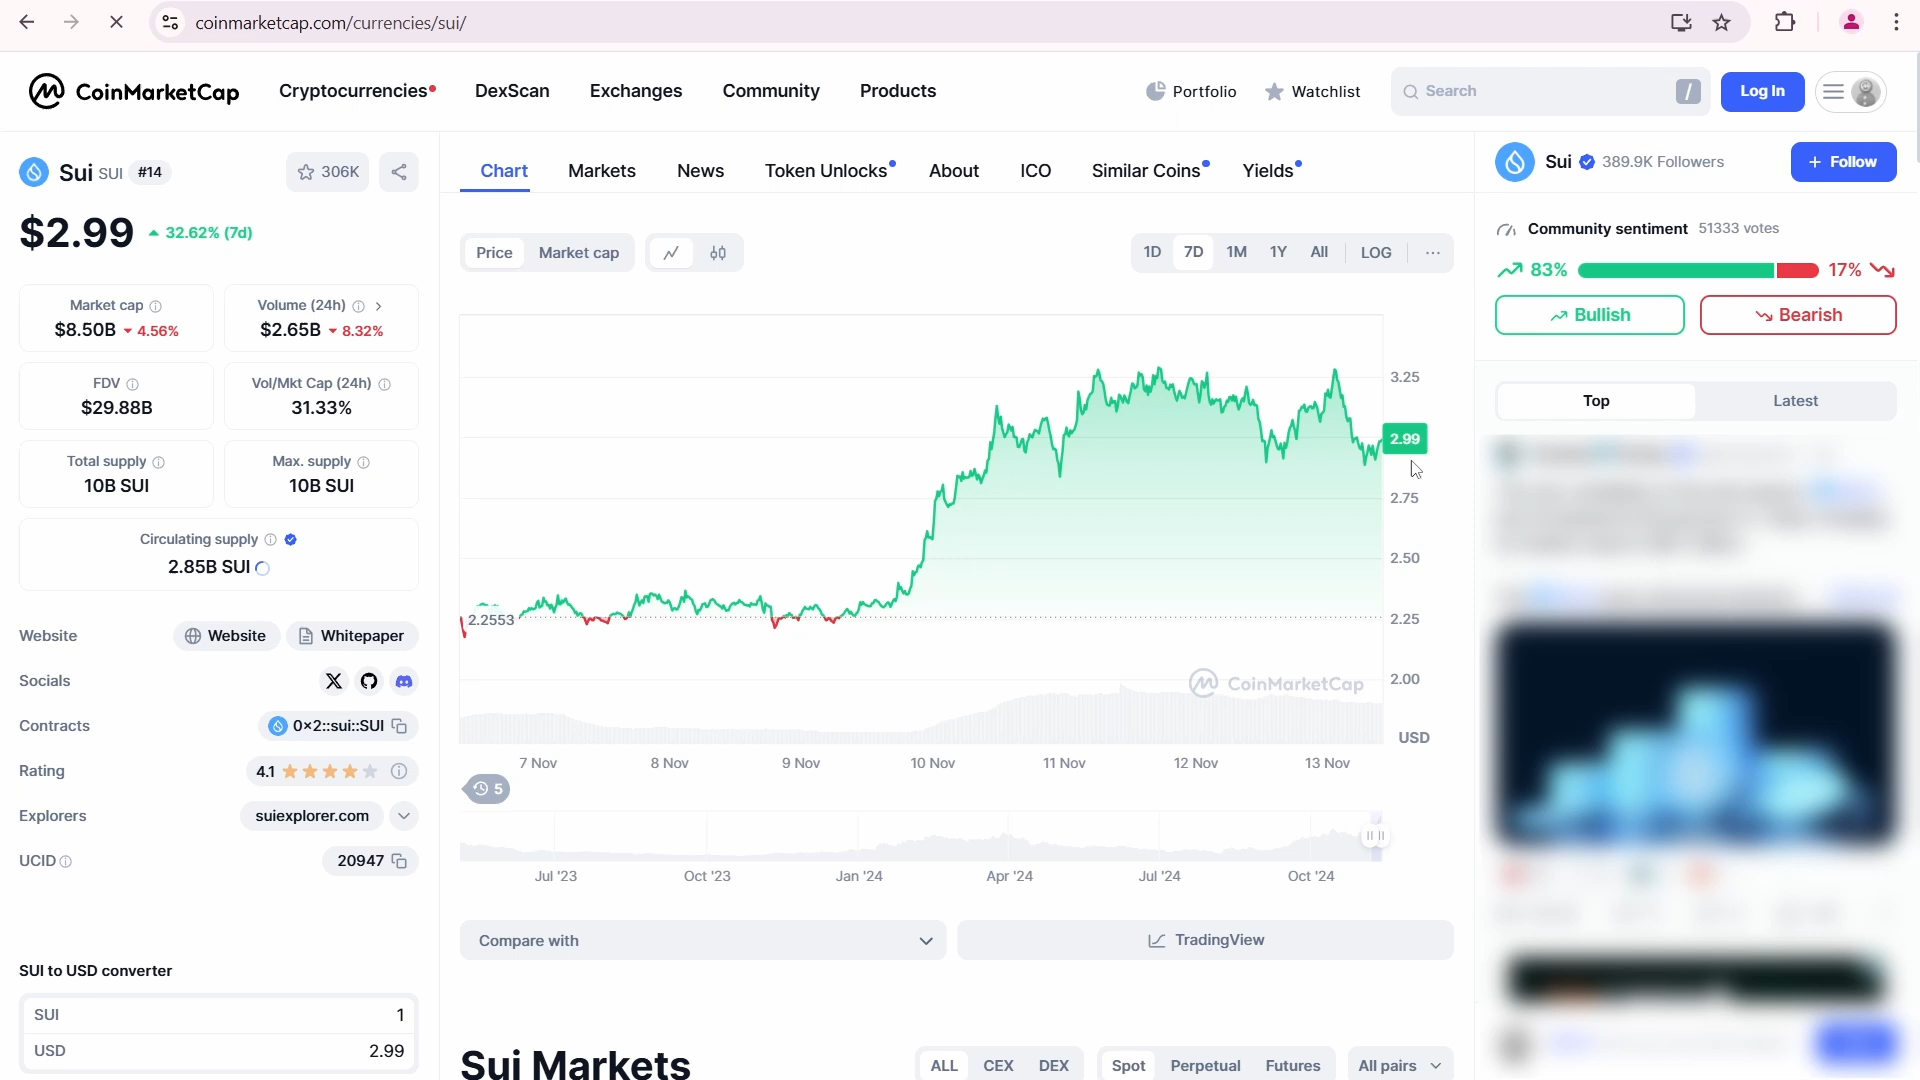 coinmarketcap.com/currencies/sui/
CoinMarketCap
Cryptocurrencies
DexScan
Exchanges
Community
Products
Portfolio
Watchlist
Search
/
Log In
Sui SUI #14
306K
$2.99
32.62% (7d)
Market cap
$8.50B 4.56%
Volume (24h)
$2.65B 8.32%
FDV
$29.88B
Vol/Mkt Cap (24h)
31.33%
Total supply
10B SUI
Max. supply
10B SUI
Circulating supply
2.85B SUI
Website
Website
Whitepaper
Socials
Contracts
0×2::sui::SUI
Rating
4.1
Explorers
suiexplorer.com
UCID
20947
SUI to USD converter
SUI
1
USD
2.99
Chart
Markets
News
Token Unlocks
About
ICO
Similar Coins
Yields
Price
Market cap
1D
7D
1M
1Y
All
LOG
3.25
2.99
2.75
2.50
2.25
2.00
2.2553
CoinMarketCap
USD
7 Nov
8 Nov
9 Nov
10 Nov
11 Nov
12 Nov
13 Nov
5
Jul '23
Oct '23
Jan '24
Apr '24
Jul '24
Oct '24
Compare with
TradingView
Sui Markets
ALL
CEX
DEX
Spot
Perpetual
Futures
All pairs
Sui 389.9K Followers
+ Follow
Community sentiment 51333 votes
83%
17%
Bullish
Bearish
Top
Latest